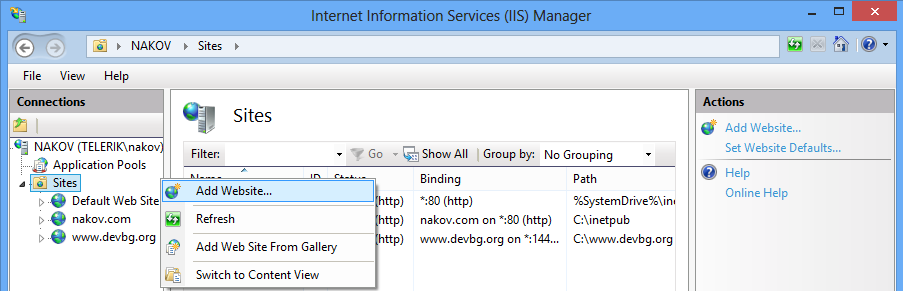 Internet Information Services (IIS) Manager
NAKOV Sites
File View Help
Connections
NAKOV (TELERIK\nakov)
Application Pools
Sites
Default Web Site
nakov.com
www.devbg.org
Add Website...
Refresh
Add Web Site From Gallery
Switch to Content View
Sites
Filter: Go Show All Group by: No Grouping
Name ID Status Binding Path
(http) *:80 (http) %SystemDrive%\ine
(http) nakov.com on *:80 (http) C:\inetpub
(http) www.devbg.org on *:144... C:\www.devbg.org
Actions
Add Website...
Set Website Defaults...
Help
Online Help